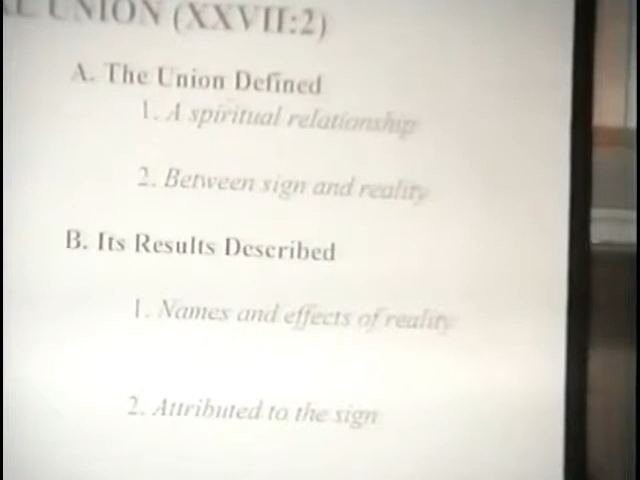 UNION (XXVII:2)
A. The Union Defined
1. A spiritual relationship
2. Between sign and reality
B. Its Results Described
1. Names and effects of reality
2. Attributed to the sign